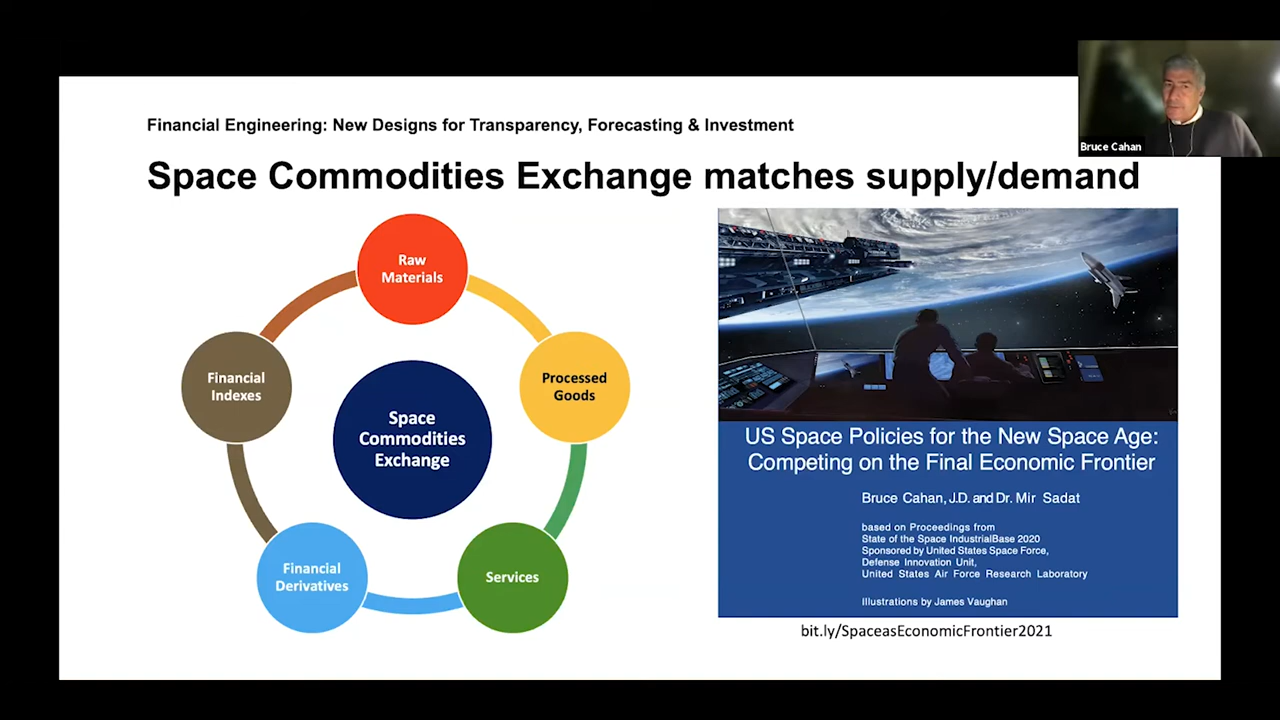 Financial Engineering: New Designs for Transparency, Forecasting & Investment
Bruce Cahan
Space Commodities Exchange matches supply/demand
Raw
Materials
Processed
Goods
Services
Financial
Derivatives
Financial
Indexes
Space
Commodities
Exchange
US Space Policies for the New Space Age:
Competing on the Final Economic Frontier
Bruce Cahan, J.D. and Dr. Mir Sadat
based on Proceedings from
State of the Space IndustrialBase 2020
Sponsored by United States Space Force,
Defense Innovation Unit,
United States Air Force Research Laboratory
illustrations by James Vaughan
bit.ly/SpaceasEconomicFrontier2021